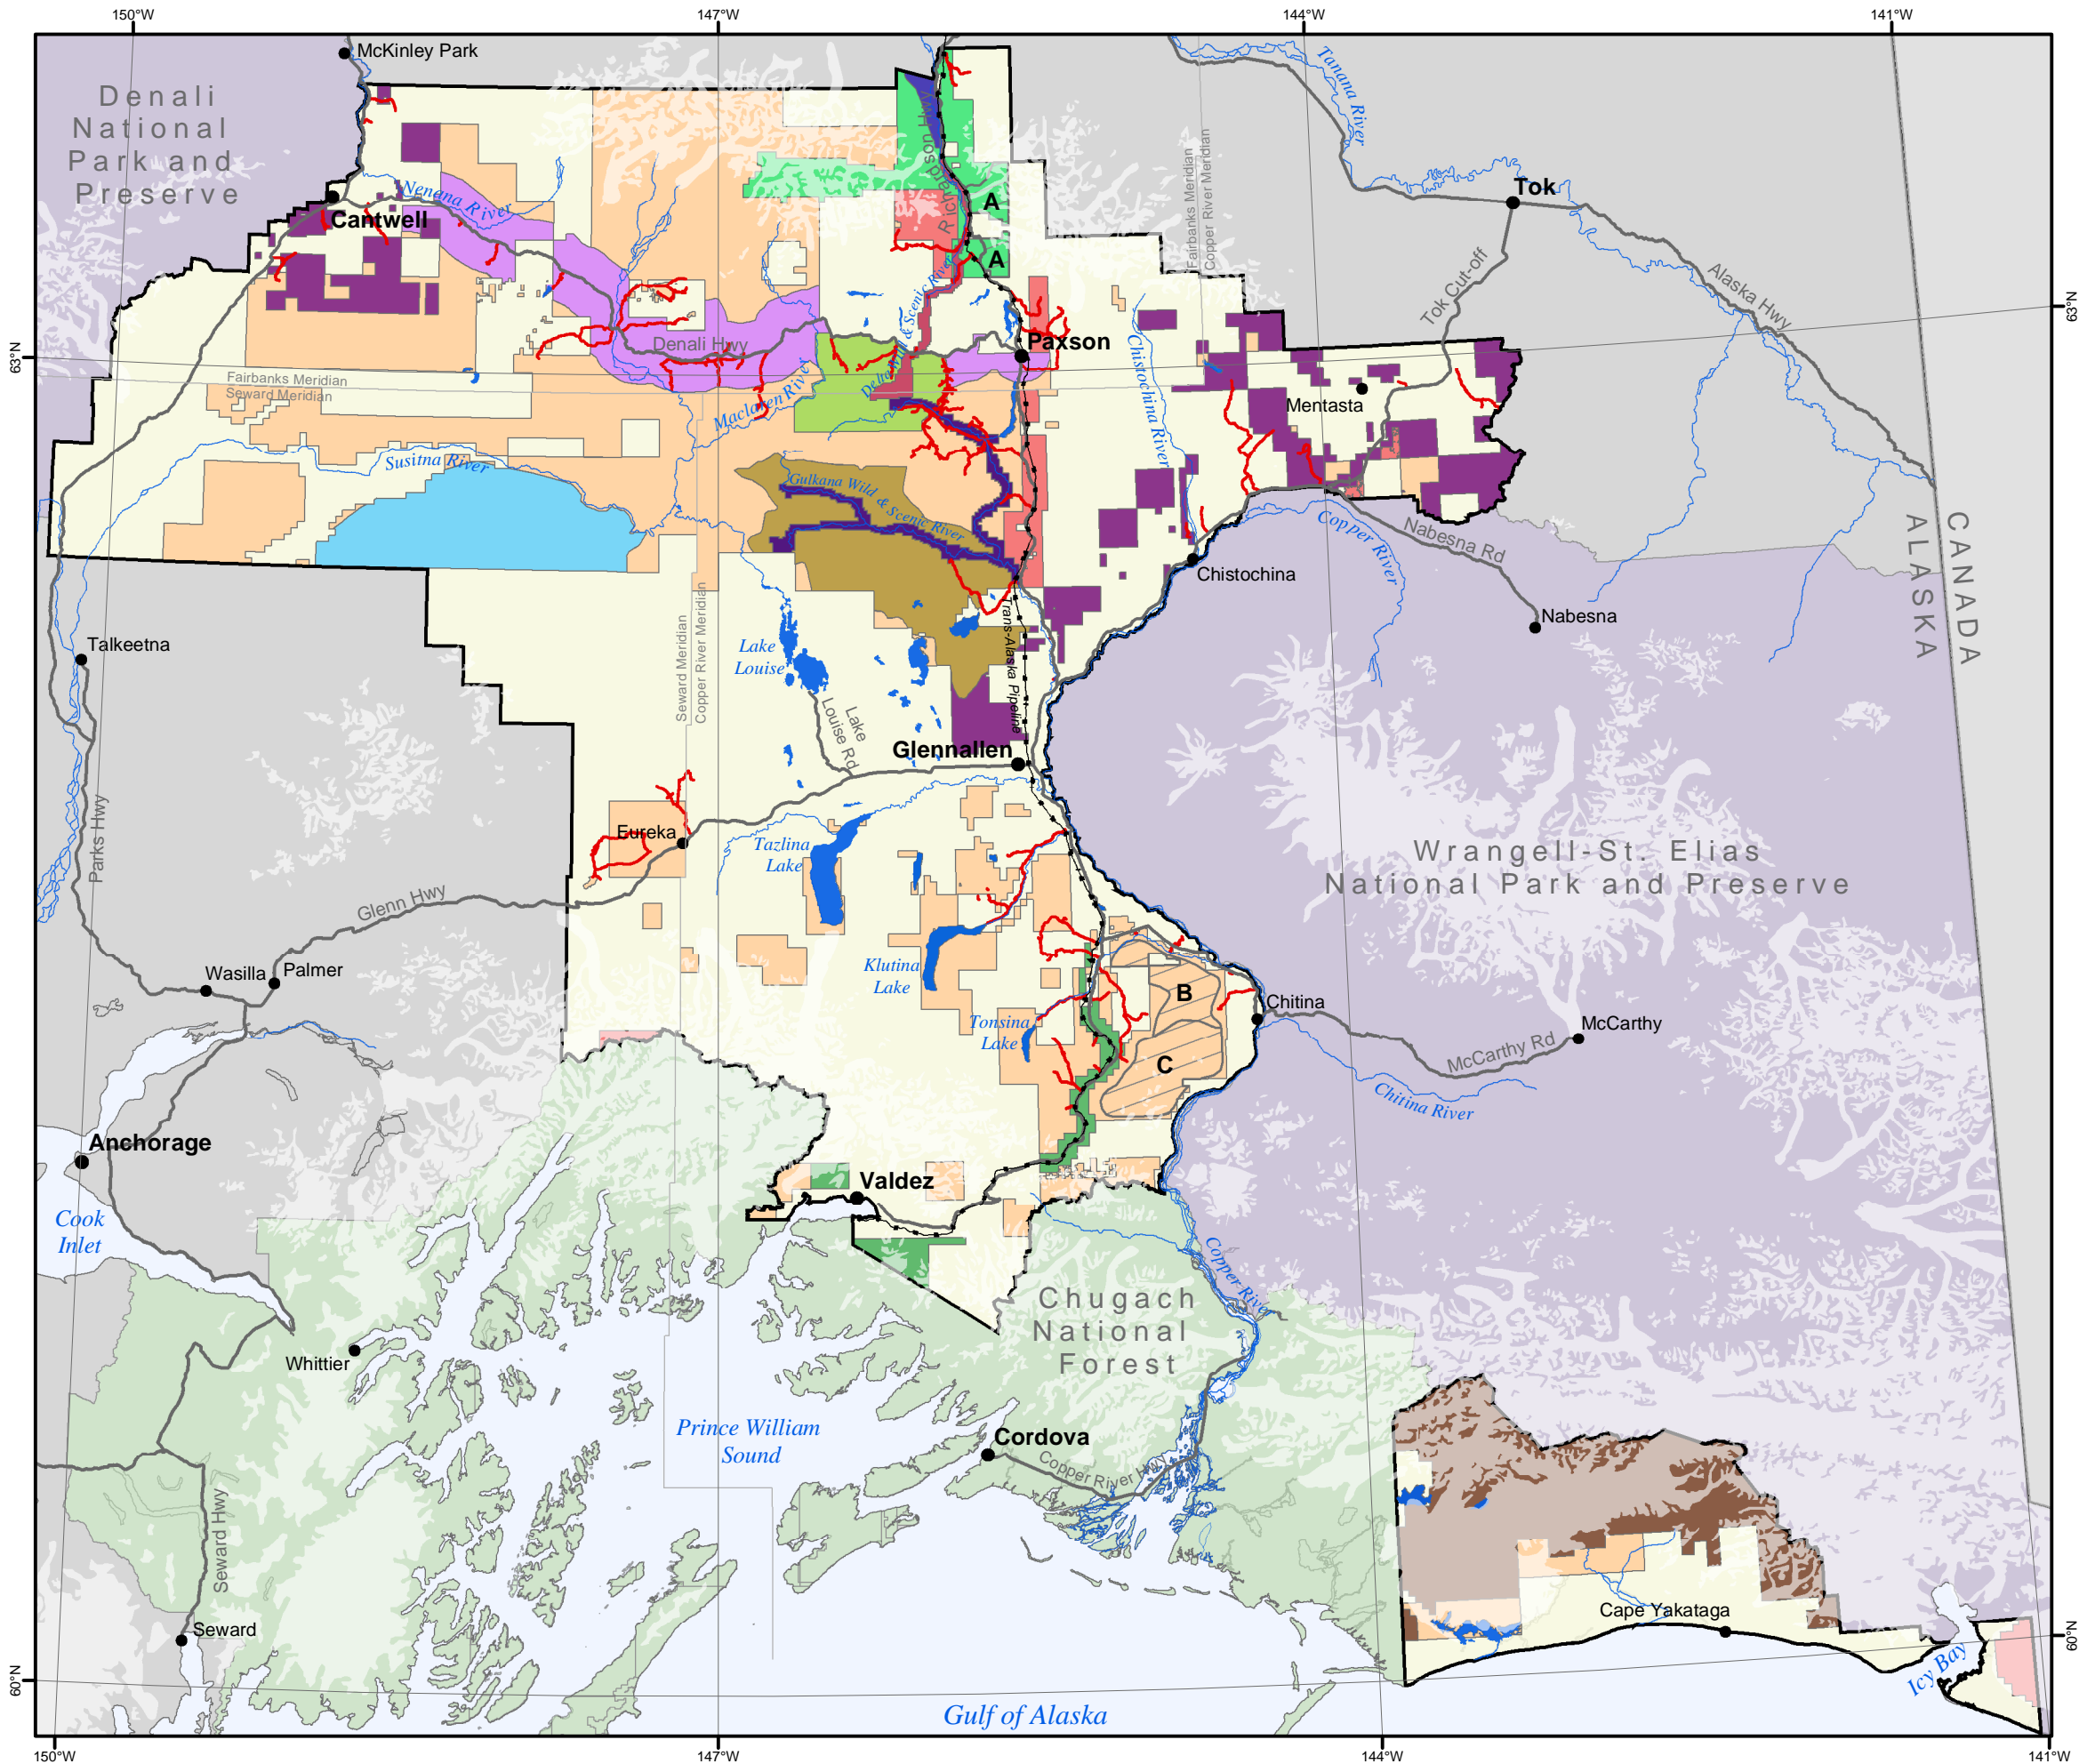 150°W
147°W
144°W
141°W
McKinley Park
Denali
National
Park and
Preserve
Tanana River
Richardson Hwy
Fairbanks Meridian
Copper River Meridian
Nenana River
Cantwell
A
A
Tok
Tok Cut-off
Alaska Hwy
63°N
63°N
Delta Wild & Scenic River
Denali Hwy
Paxson
Chistochina River
Fairbanks Meridian
Seward Meridian
Maclaren River
Mentasta
Susitna River
Gulkana Wild & Scenic River
Copper River
Nabesna Rd
CANADA
ALASKA
Chistochina
Nabesna
Talkeetna
Seward Meridian
Copper River Meridian
Trans-Alaska Pipeline
Lake
Louise
Lake
Louise Rd
Glennallen
Parks Hwy
Eureka
Tazlina
Lake
Glenn Hwy
Wrangell-St. Elias
National Park and Preserve
Klutina
Lake
Wasilla
Palmer
B
Chitina
Tonsina
Lake
McCarthy
McCarthy Rd
C
Chitina River
Anchorage
Valdez
Cook
Inlet
Copper River
Chugach
National
Forest
Whittier
Prince William
Sound
Cordova
Copper River Hwy
Seward Hwy
Cape Yakataga
Seward
Icy Bay
60°N
60°N
Gulf of Alaska
150°W
147°W
144°W
141°W